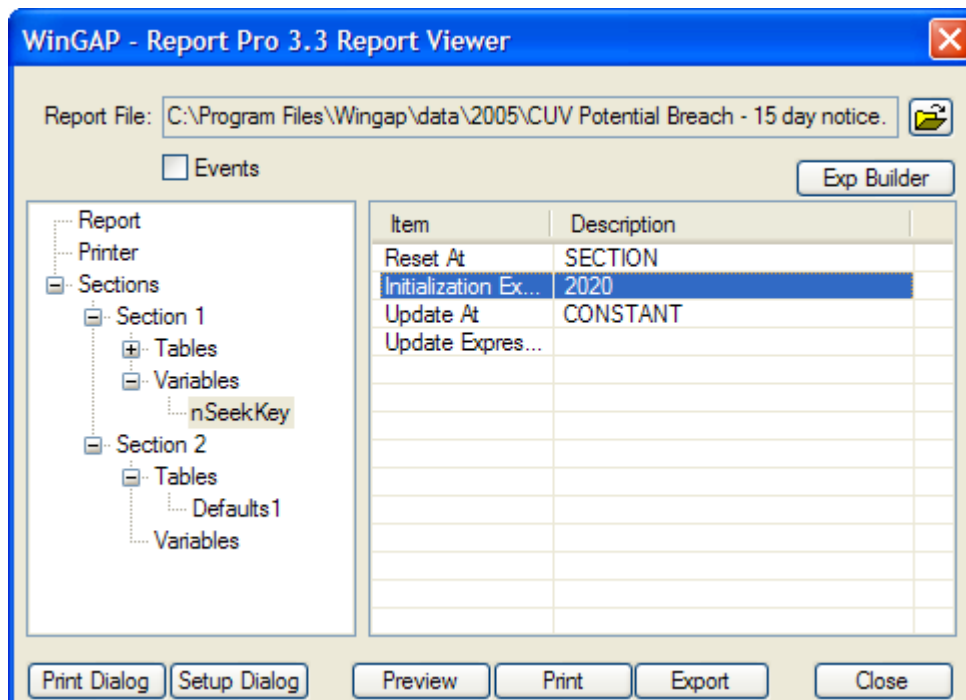 WinGAP - Report Pro 3.3 Report Viewer
Report File: C:\Program Files\Wingap\data\2005\CUV Potential Breach - 15 day notice.
Events
Exp Builder
Report
Printer
Sections
Section 1
Tables
Variables
nSeekKey
Section 2
Tables
Defaults1
Variables
Item Description
Reset At SECTION
Initialization Ex... 2020
Update At CONSTANT
Update Expres...
Print Dialog Setup Dialog Preview Print Export Close